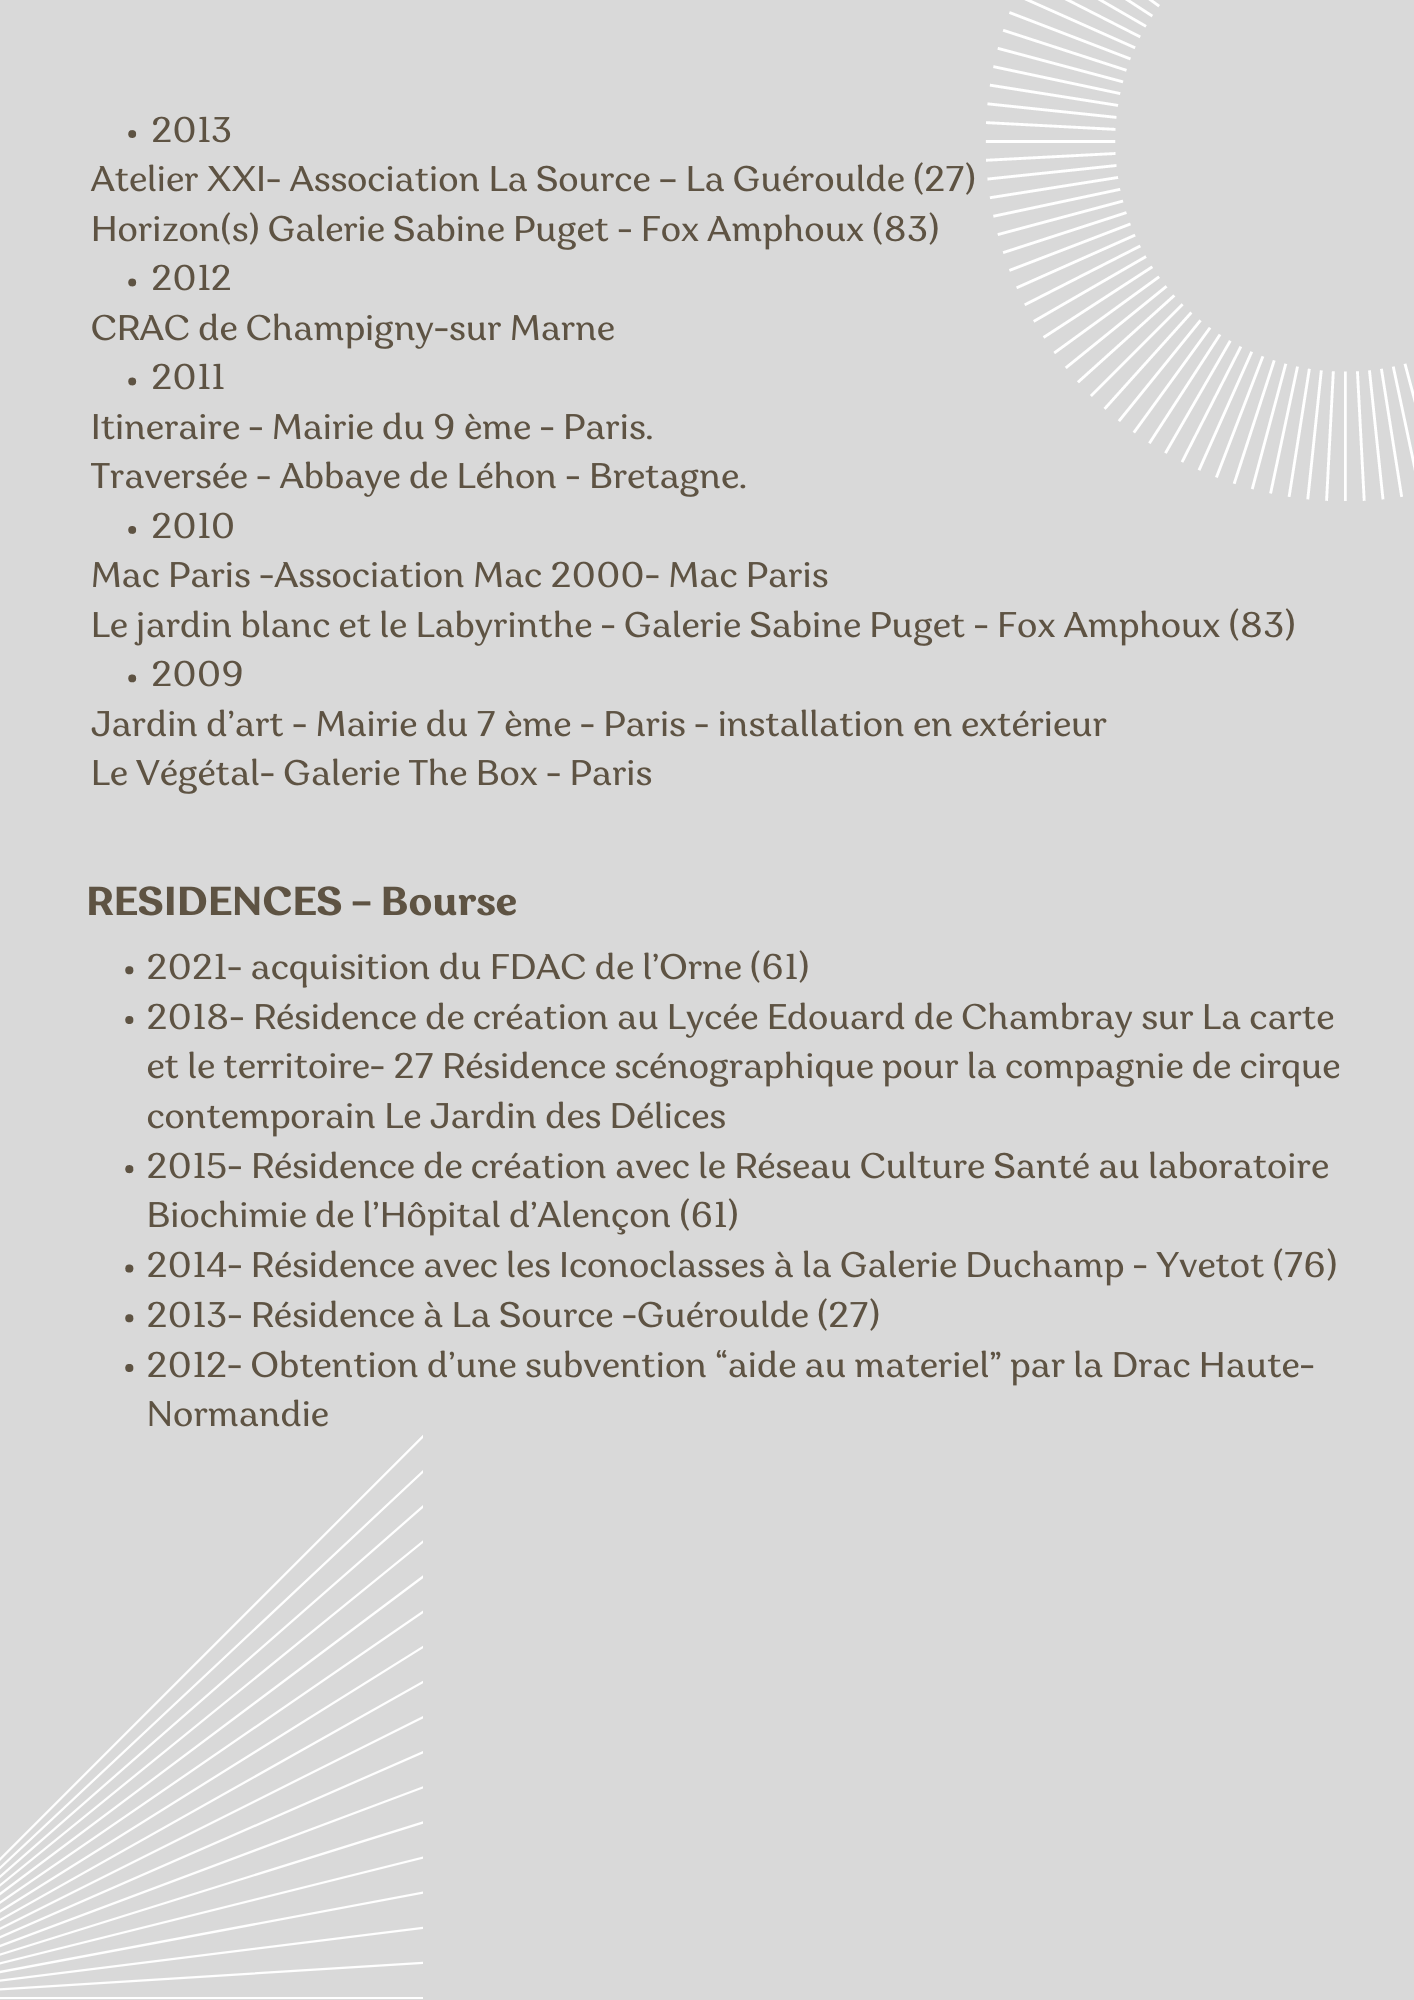 • 2013
Atelier XXI- Association La Source – La Guéroulde (27)
Horizon(s) Galerie Sabine Puget - Fox Amphoux (83)
• 2012
CRAC de Champigny-sur Marne
• 2011
Itineraire - Mairie du 9 ème - Paris.
Traversée - Abbaye de Léhon - Bretagne.
• 2010
Mac Paris -Association Mac 2000- Mac Paris
Le jardin blanc et le Labyrinthe - Galerie Sabine Puget - Fox Amphoux (83)
• 2009
Jardin d’art - Mairie du 7 ème - Paris - installation en extérieur
Le Végétal- Galerie The Box - Paris
RESIDENCES – Bourse
• 2021- acquisition du FDAC de l’Orne (61)
• 2018- Résidence de création au Lycée Edouard de Chambray sur La carte
et le territoire- 27 Résidence scénographique pour la compagnie de cirque
contemporain Le Jardin des Délices
• 2015- Résidence de création avec le Réseau Culture Santé au laboratoire
Biochimie de l’Hôpital d’Alençon (61)
• 2014- Résidence avec les Iconoclasses à la Galerie Duchamp - Yvetot (76)
• 2013- Résidence à La Source -Guéroulde (27)
• 2012- Obtention d’une subvention “aide au materiel” par la Drac Haute-
Normandie